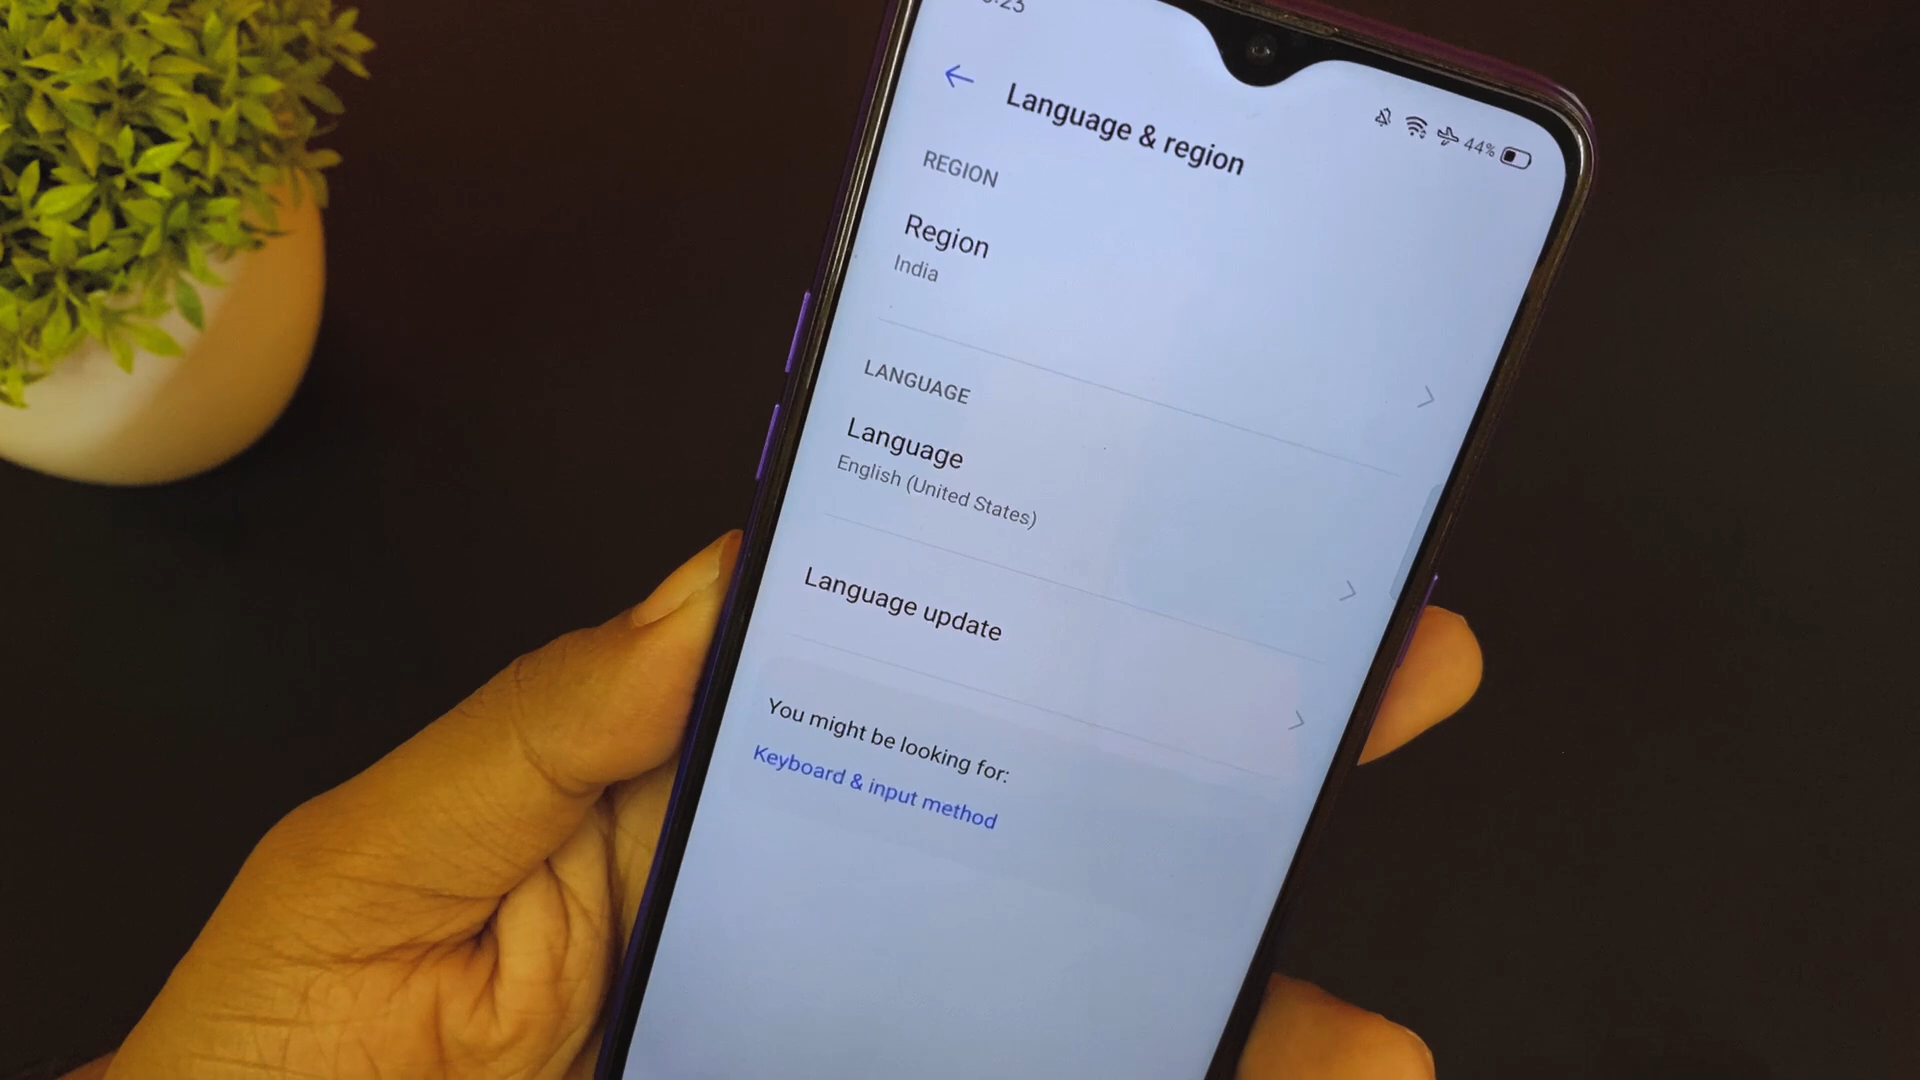 44%
Language & region
REGION
Region
India
LANGUAGE
Language
English (United States)
Language update
You might be looking for:
Keyboard & input method